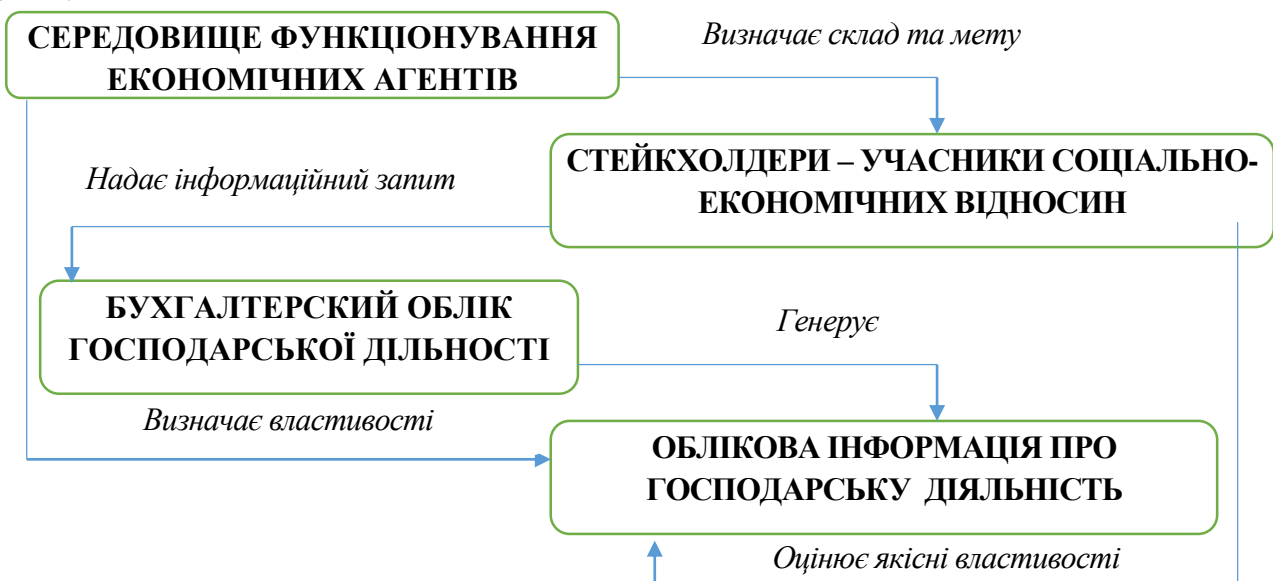 СЕРЕДОВИЩЕ ФУНКЦІОНУВАННЯ
ЕКОНОМІЧНИХ АГЕНТІВ
Визначає склад та мету
СТЕЙКХОЛДЕРИ – УЧАСНИКИ СОЦІАЛЬНО-
ЕКОНОМІЧНИХ ВІДНОСИН
Надає інформаційний запит
БУХГАЛТЕРСКИЙ ОБЛІК
ГОСПОДАРСЬКОЇ ДІЛЬНОСТІ
Генерує
Визначає властивості
ОБЛІКОВА ІНФОРМАЦІЯ ПРО
ГОСПОДАРСЬКУ ДІЯЛЬНІСТЬ
Оцінює якісні властивості